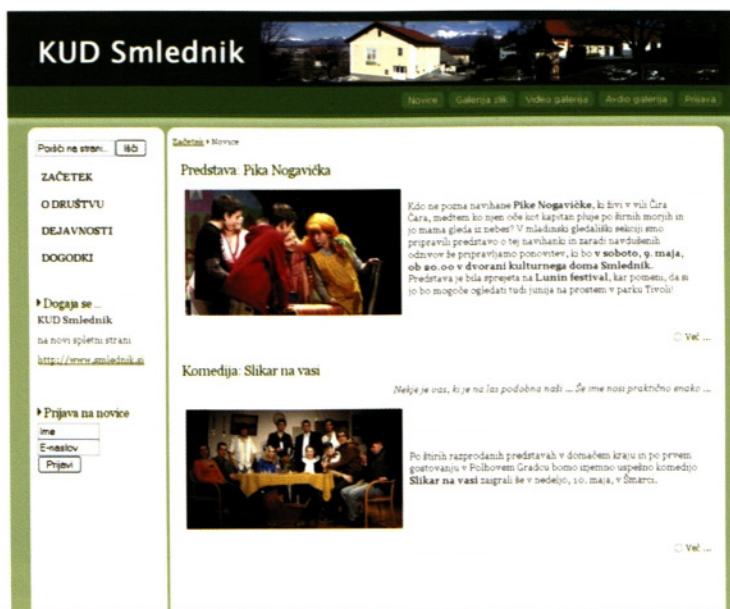 KUD Smlednik
Novice Galerija slik Video galerija Avdio galerija Prijava
Poišči na strani... Išči
ZAČETEK
O DRUŠTVU
DEJAVNOSTI
DOGODKI
Dogaja se ...
KUD Smlednik
na novi spletni strani
http://www.smlednik.si
Prijava na novice
Ime
E-naslov
Prijavi
Začetek Novice
Predstava: Pika Nogavička
Kdo ne pozna navihane Pike Nogavičke, ki živi v vili Čira
Čara, medtem ko njen oče kot kapitan pluje po širnih morjih in
jo mama gleda iz nebes? V mladinski gledališki sekciji smo
pripravili predstavo o tej navihanki in zaradi navdušenih
odzivov že pripravljamo ponovitev, ki bo v soboto, 9. maja,
ob 20.00 v dvorani kulturnega doma Smlednik.
Predstava je bila sprejeta na Lunin festival, kar pomeni, da si
jo bo mogoče ogledati tudi junija na prostem v parku Tivoli!
Več ...
Komedija: Slikar na vasi
Nekje je vas, ki je na las podobna naši ... Še ime nosi praktično enako ...
Po štirih razprodanih predstavah v domačem kraju in po prvem
gostovanju v Polhovem Gradcu bomo izjemno uspešno komedijo
Slikar na vasi zaigrali še v nedeljo, 10. maja, v Šmarci.
Več ...